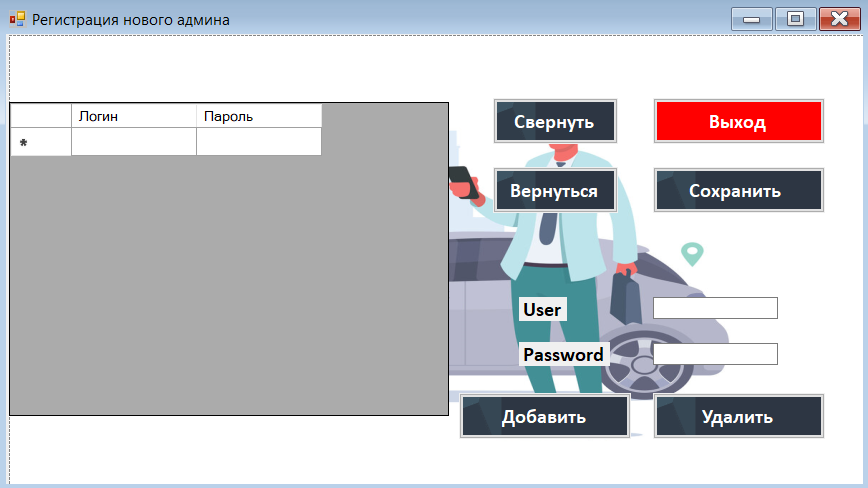 Регистрация нового админа
Логин Пароль
*
Свернуть Выход
Вернуться Сохранить
User
Password
Добавить Удалить